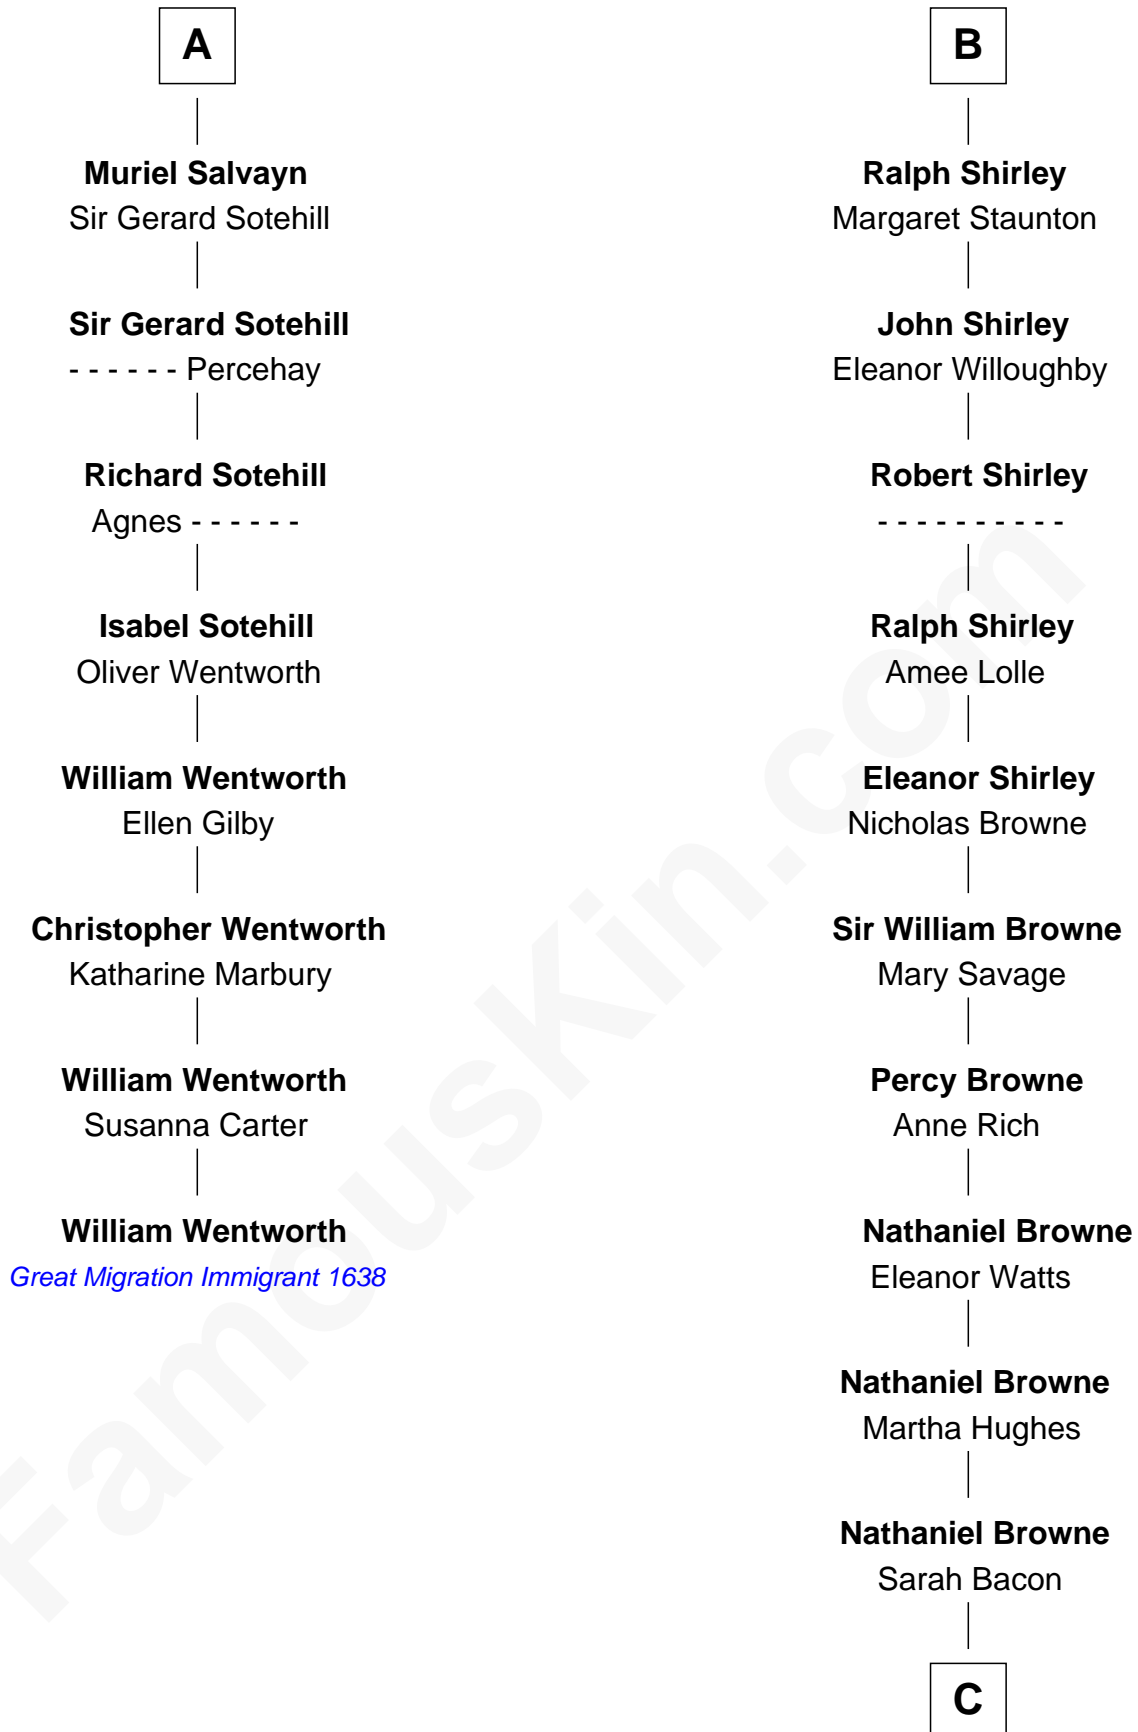 A
Muriel Salvayn
Sir Gerard Sotehill
Sir Gerard Sotehill
- - - - - - Percehay
Richard Sotehill
Agnes - - - - - -
Isabel Sotehill
Oliver Wentworth
William Wentworth
Ellen Gilby
Christopher Wentworth
Katharine Marbury
William Wentworth
Susanna Carter
William Wentworth
Great Migration Immigrant 1638
B
Ralph Shirley
Margaret Staunton
John Shirley
Eleanor Willoughby
Robert Shirley
- - - - - - - - - -
Ralph Shirley
Amee Lolle
Eleanor Shirley
Nicholas Browne
Sir William Browne
Mary Savage
Percy Browne
Anne Rich
Nathaniel Browne
Eleanor Watts
Nathaniel Browne
Martha Hughes
Nathaniel Browne
Sarah Bacon
C
FamousKin.com